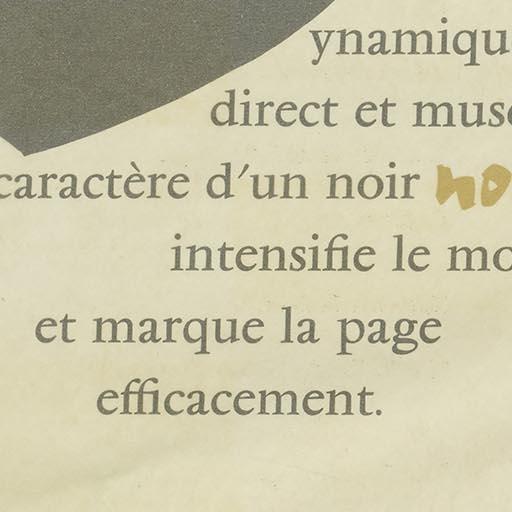 ynamiqu
direct et musc
caractère d'un noir no
intensifie le mo
et marque la page
efficacement.